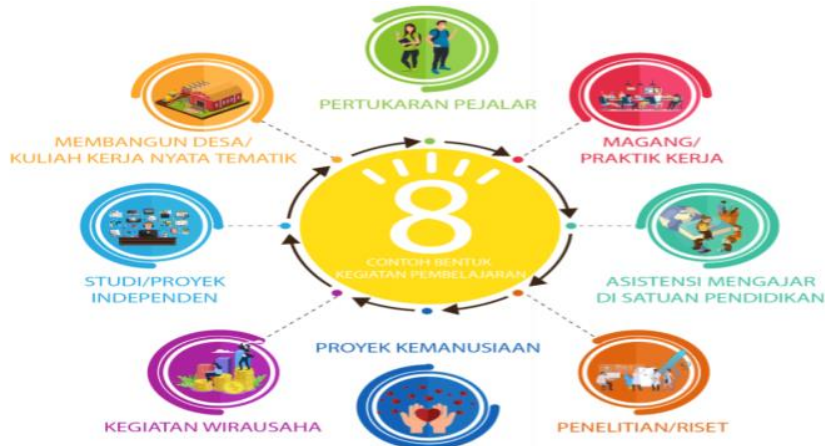 PERTUKARAN PEJALAR
MAGANG/
PRAKTIK KERJA
ASISTENSI MENGAJAR
DI SATUAN PENDIDIKAN
PENELITIAN/RISET
PROYEK KEMANUSIAAN
KEGIATAN WIRAUSAHA
STUDI/PROYEK
INDEPENDEN
MEMBANGUN DESA/
KULIAH KERJA NYATA TEMATIK
8
CONTOH BENTUK
KEGIATAN PEMBELAJARAN